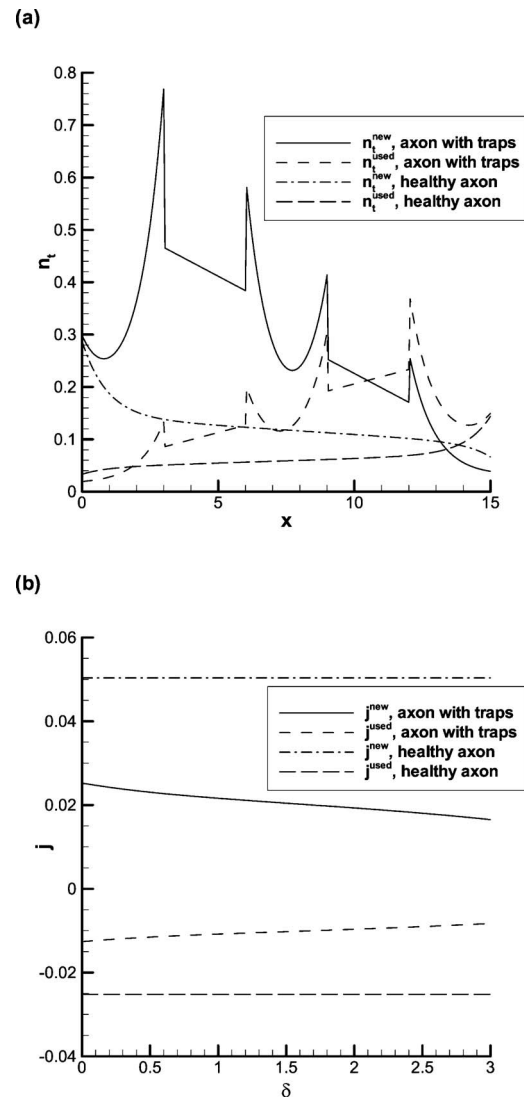 (a)
0.8
0.7
0.6
0.5
0.4
0.3
0.2
0.1
0
n_t
0
5
10
15
x
n_t^new, axon with traps
n_t^used, axon with traps
n_t^new, healthy axon
n_t^used, healthy axon
(b)
0.06
0.04
0.02
0
-0.02
-0.04
j
0
0.5
1
1.5
2
2.5
3
δ
j^new, axon with traps
j^used, axon with traps
j^new, healthy axon
j^used, healthy axon